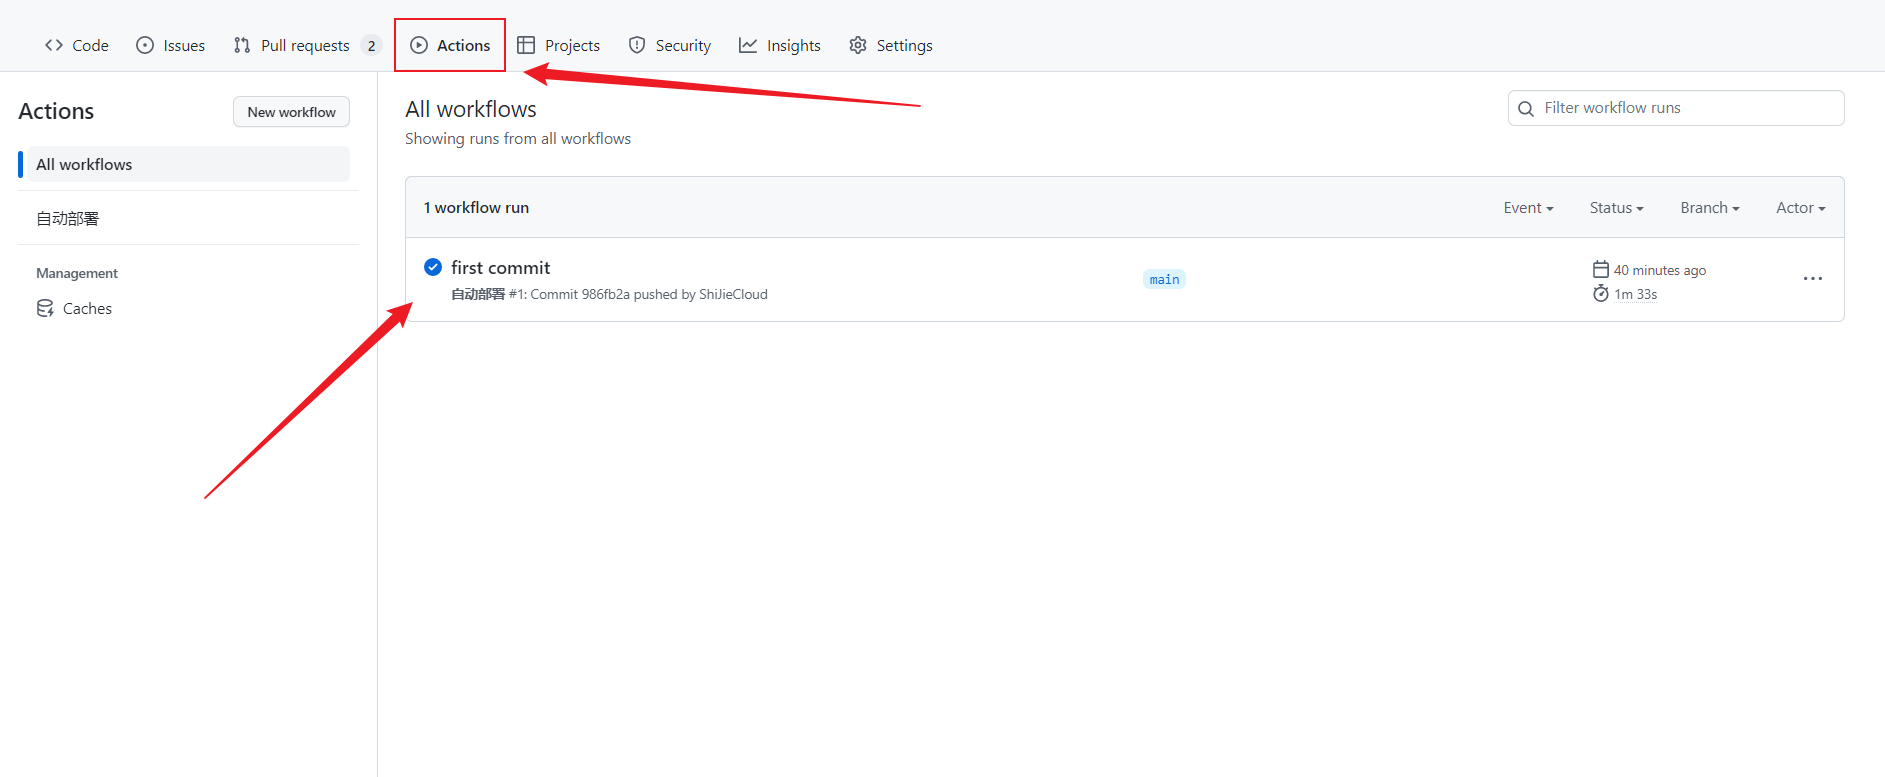 Code Issues Pull requests 2 Actions Projects Security Insights Settings
Actions
New workflow
All workflows
自动部署
Management
Caches
All workflows
Showing runs from all workflows
Filter workflow runs
1 workflow run
Event Status Branch Actor
first commit
自动部署 #1: Commit 986fb2a pushed by ShiJieCloud
main
40 minutes ago
1m 33s